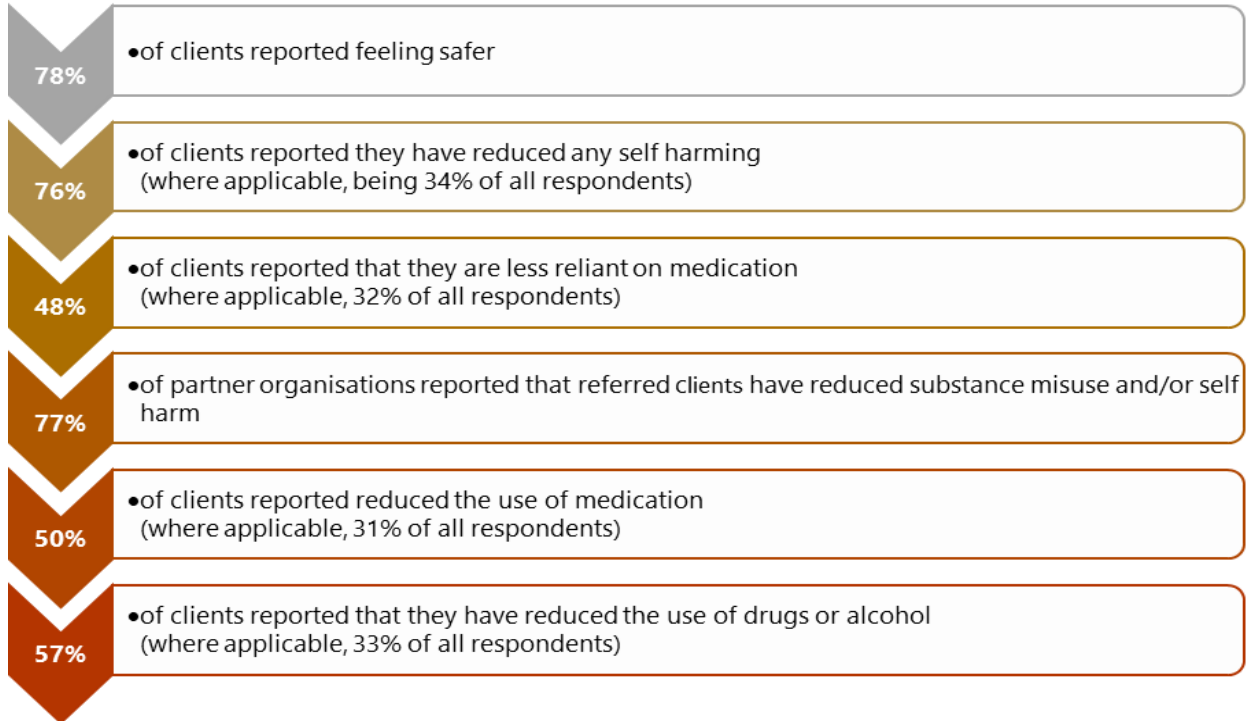 78%
•of clients reported feeling safer
76%
•of clients reported they have reduced any self harming
(where applicable, being 34% of all respondents)
48%
•of clients reported that they are less reliant on medication
(where applicable, 32% of all respondents)
77%
•of partner organisations reported that referred clients have reduced substance misuse and/or self
harm
50%
•of clients reported reduced the use of medication
(where applicable, 31% of all respondents)
57%
•of clients reported that they have reduced the use of drugs or alcohol
(where applicable, 33% of all respondents)